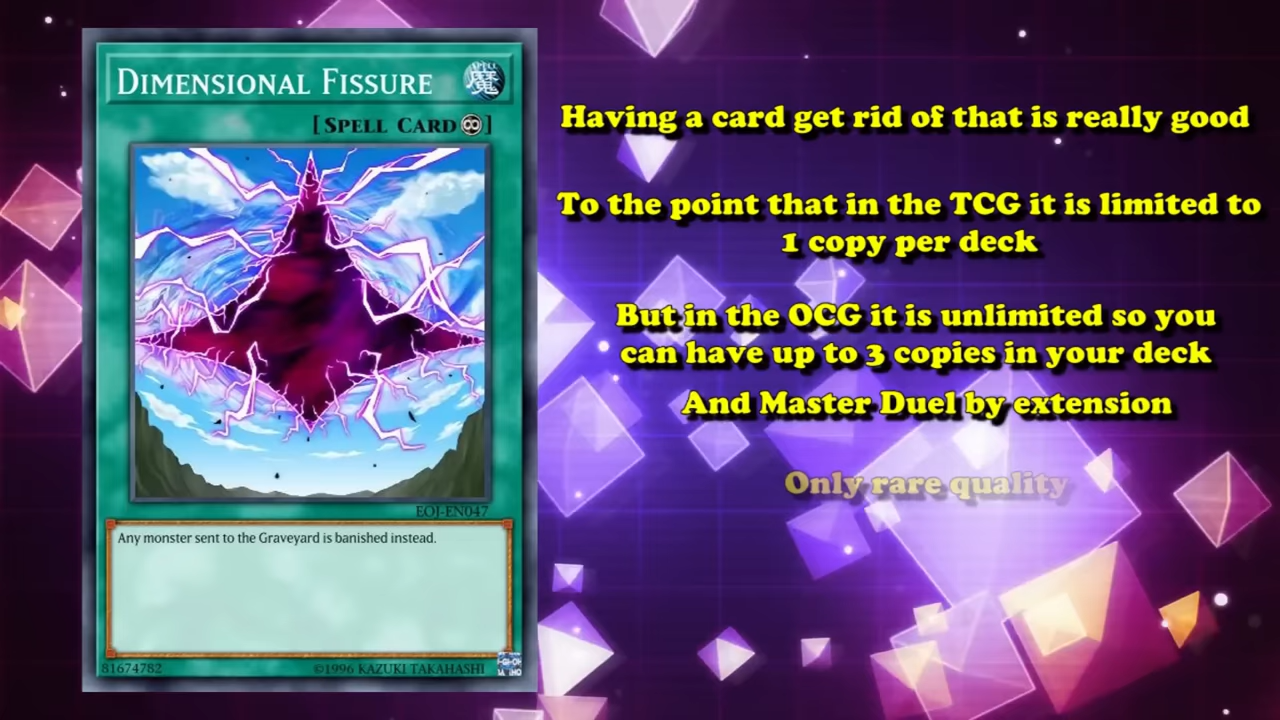 DIMENSIONAL FISSURE
SPELL
魔
[SPELL CARD ]
EOJ-EN047
Any monster sent to the Graveyard is banished instead.
81674782
©1996 KAZUKI TAKAHASHI
Having a card get rid of that is really good
To the point that in the TCG it is limited to
1 copy per deck
But in the OCG it is unlimited so you
can have up to 3 copies in your deck
And Master Duel by extension
Only rare quality